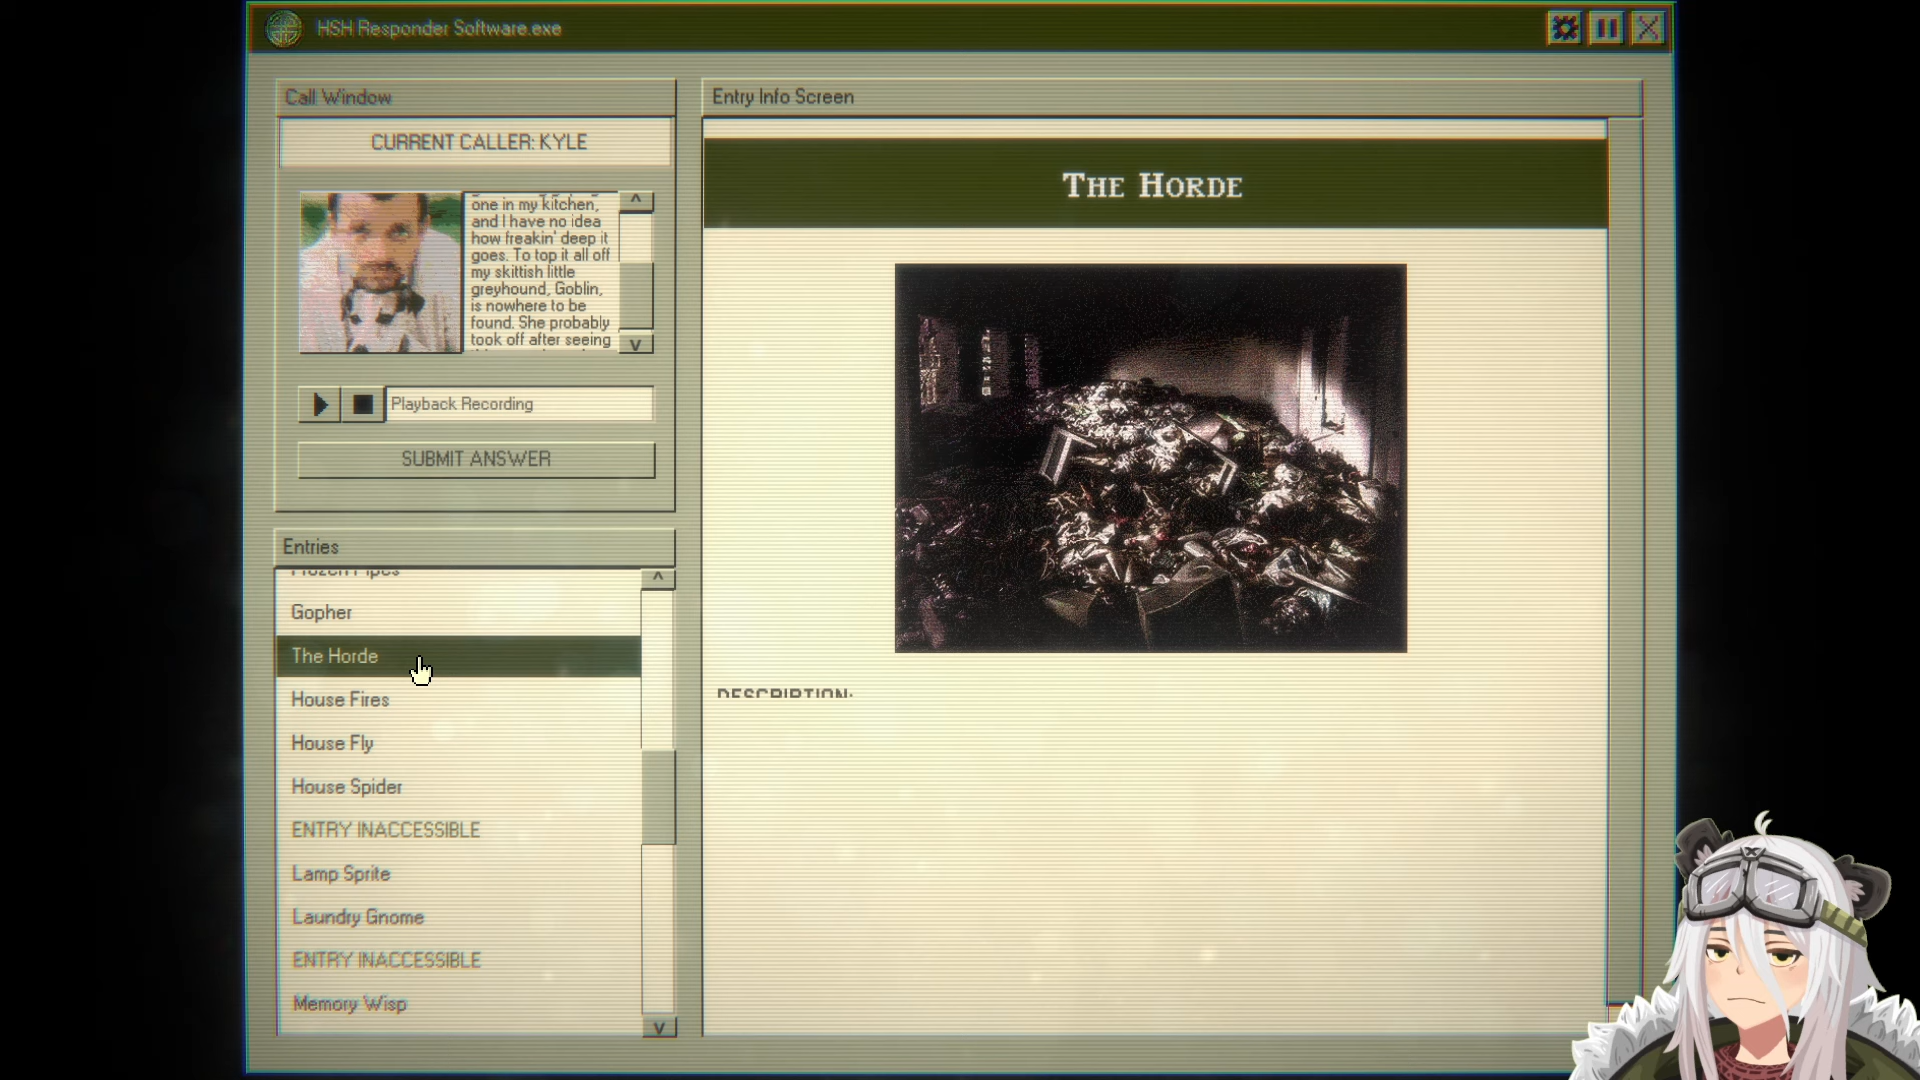 HSH Responder Software.exe
Call Window
CURRENT CALLER: KYLE
one in my kitchen,
and I have no idea
how freakin' deep it
goes. To top it all off
my skittish little
greyhound, Goblin,
is nowhere to be
found. She probably
took off after seeing
Playback Recording
SUBMIT ANSWER
Entries
Frozen Pipes
Gopher
The Horde
House Fires
House Fly
House Spider
ENTRY INACCESSIBLE
Lamp Sprite
Laundry Gnome
ENTRY INACCESSIBLE
Memory Wisp
Entry Info Screen
THE HORDE
DESCRIPTION: